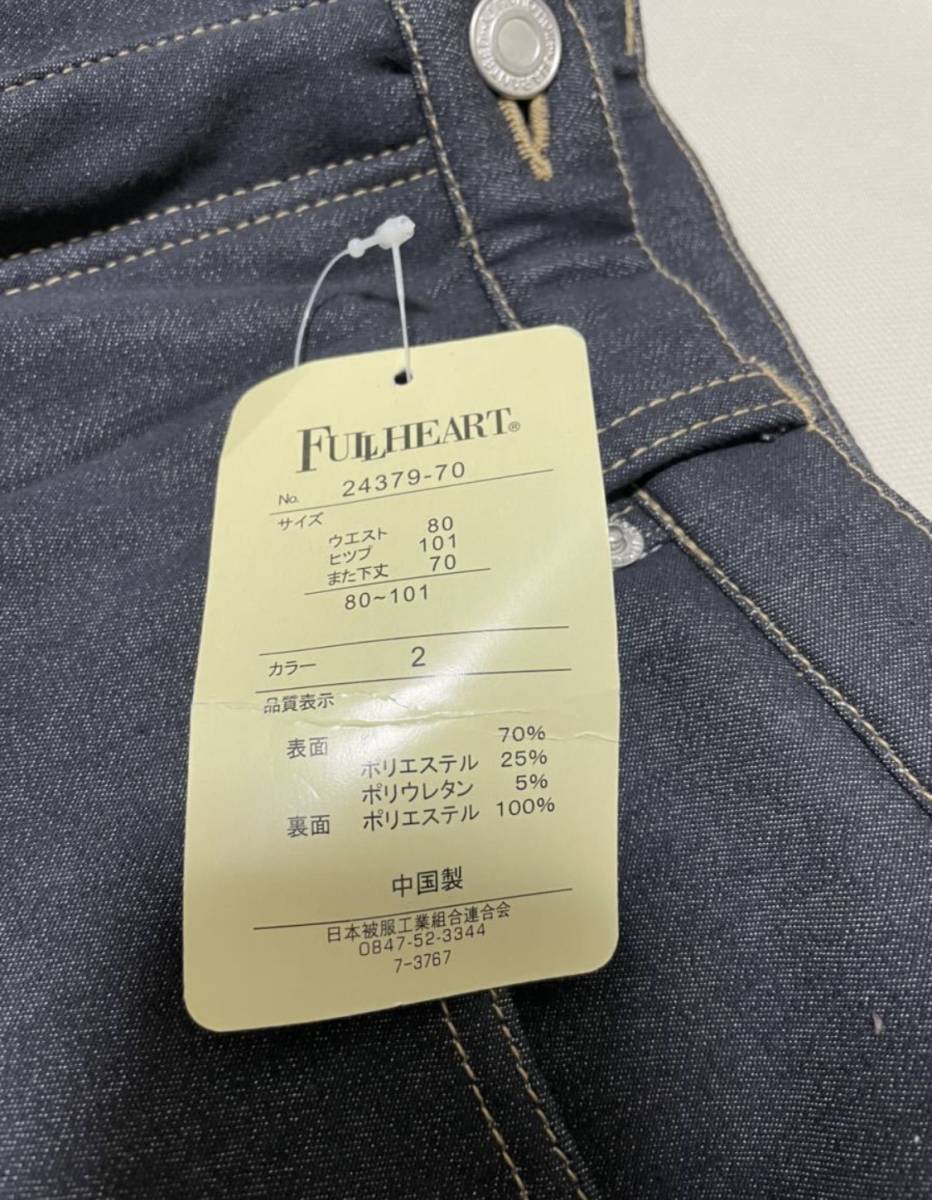 FULLHEART®
No. 24379-70
サイズ
ウエスト 80
ヒツプ 101
また下丈 70
80~101
カラー 2
品質表示
表面 70%
ポリエステル 25%
ポリウレタン 5%
裏面 ポリエステル 100%
中国製
日本被服工業組合連合会
0847-52-3344
7-3767